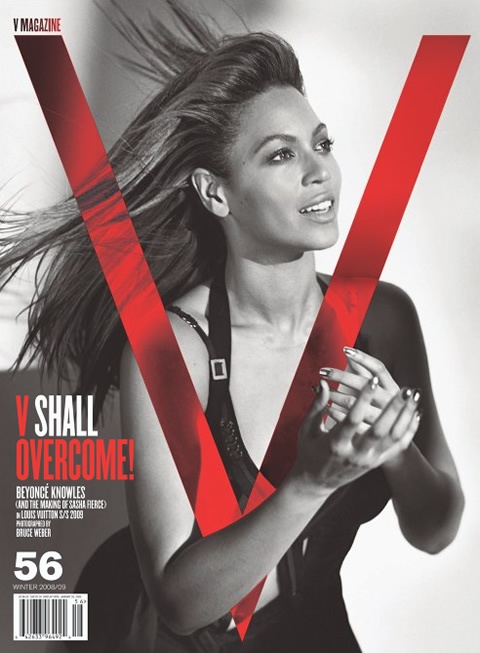 V MAGAZINE
V
V SHALL
OVERCOME!
BEYONCÉ KNOWLES
(AND THE MAKING OF SASHA FIERCE)
IN LOUIS VUITTON S/S 2009
PHOTOGRAPHED BY
BRUCE WEBER
56
WINTER 2008/09